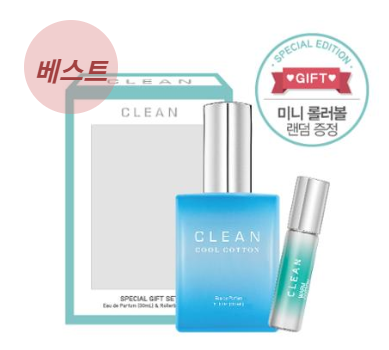 베스트
CLEAN
CLEAN
SPECIAL GIFT SET
Eau de Parfum (30mL) & Rollerb
CLEAN
COOL COTTON
Eau de Parfum
CLEAN
SPECIAL EDITION
♥GIFT♥
미니 롤러볼
랜덤 증정